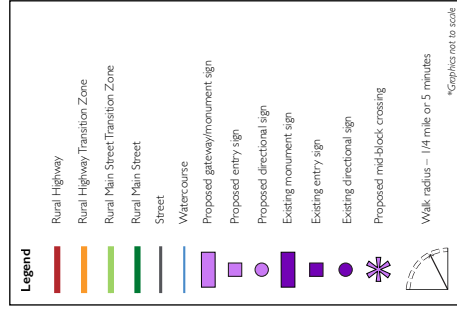 Legend
Rural Highway
Rural Highway Transition Zone
Rural Main Street Transition Zone
Rural Main Street
Street
Watercourse
Proposed gateway/monument sign
Proposed entry sign
Proposed directional sign
Existing monument sign
Existing entry sign
Existing directional sign
Proposed mid-block crossing
Walk radius – 1/4 mile or 5 minutes
*Graphics not to scale